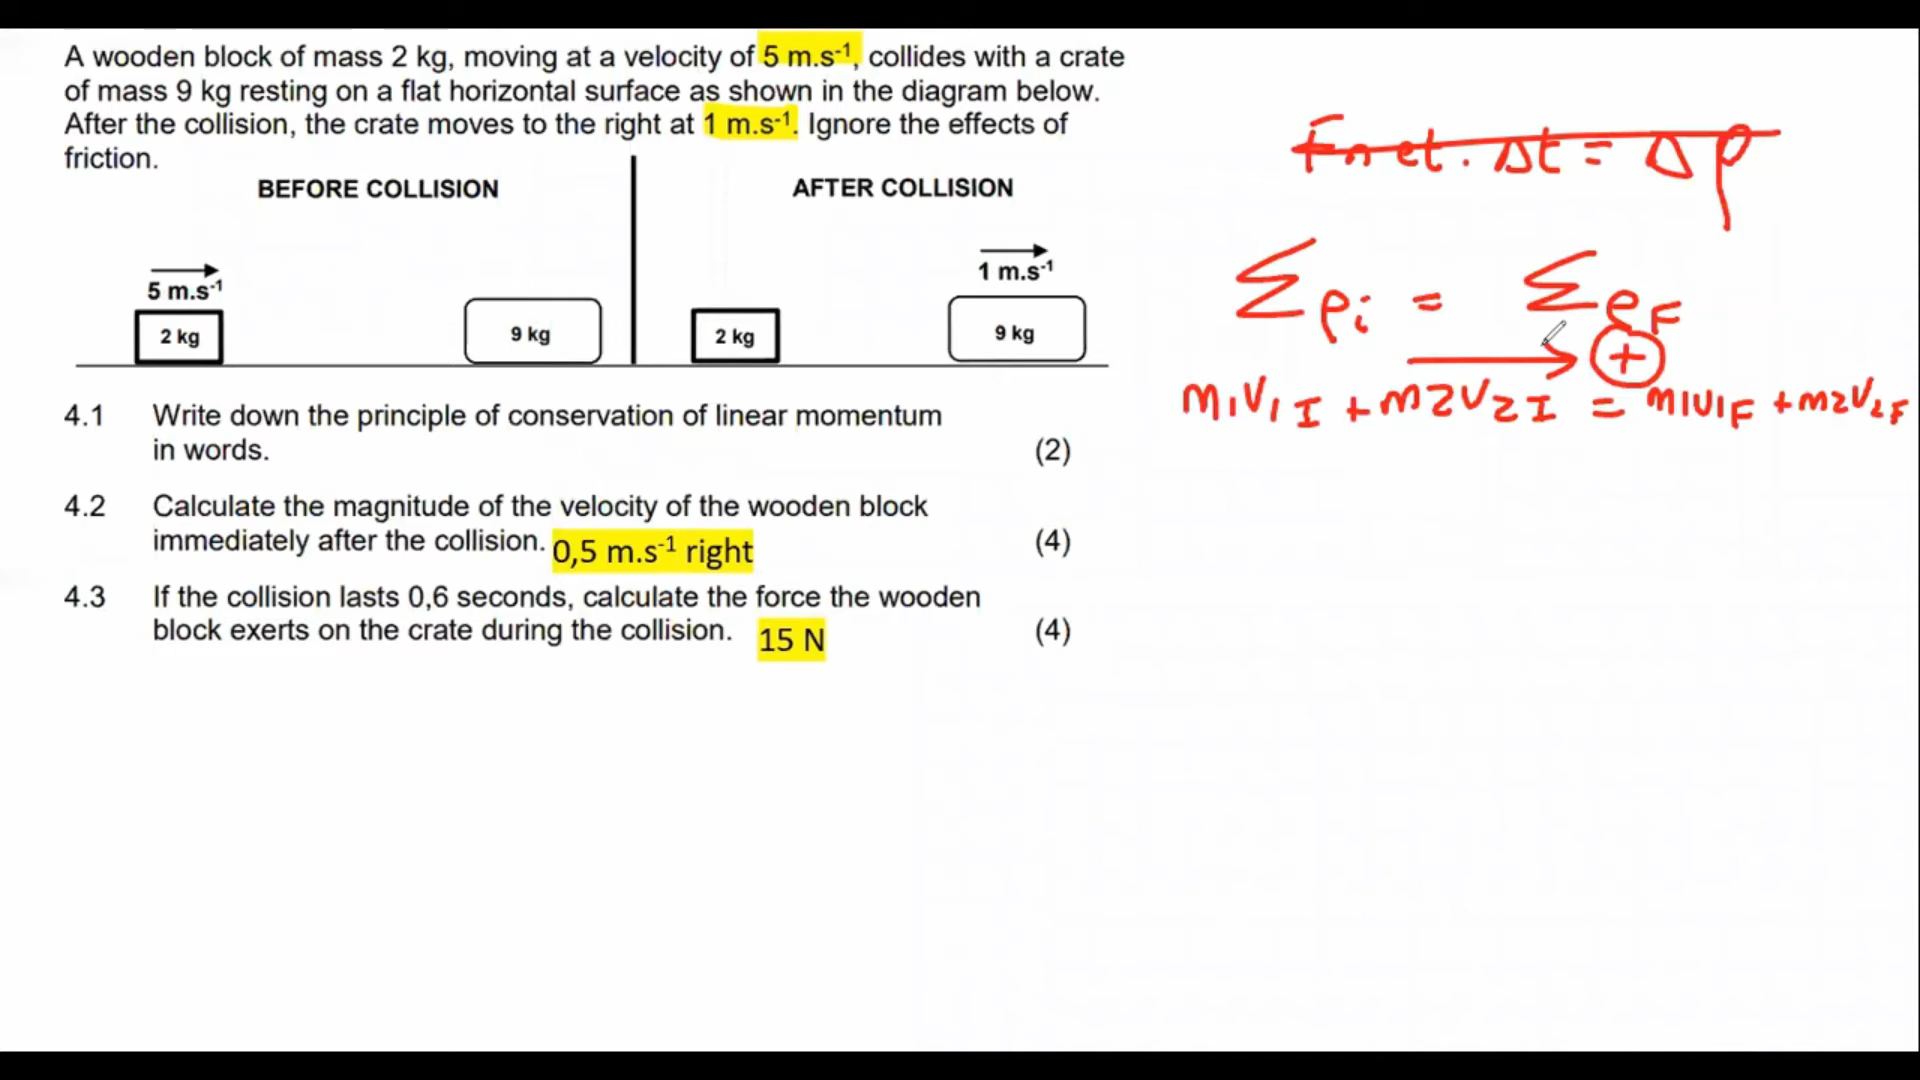 A wooden block of mass 2 kg, moving at a velocity of 5 m.s⁻¹, collides with a crate
of mass 9 kg resting on a flat horizontal surface as shown in the diagram below.
After the collision, the crate moves to the right at 1 m.s⁻¹. Ignore the effects of
friction.
BEFORE COLLISION
AFTER COLLISION
5 m.s⁻¹
1 m.s⁻¹
2 kg
9 kg
2 kg
9 kg
4.1 Write down the principle of conservation of linear momentum
in words. (2)
4.2 Calculate the magnitude of the velocity of the wooden block
immediately after the collision. 0,5 m.s⁻¹ right (4)
4.3 If the collision lasts 0,6 seconds, calculate the force the wooden
block exerts on the crate during the collision. 15 N (4)
Fnet. Δt = Δp
Σpi = ΣpF
+
m1V1I + m2V2I = m1V1F + m2V2F